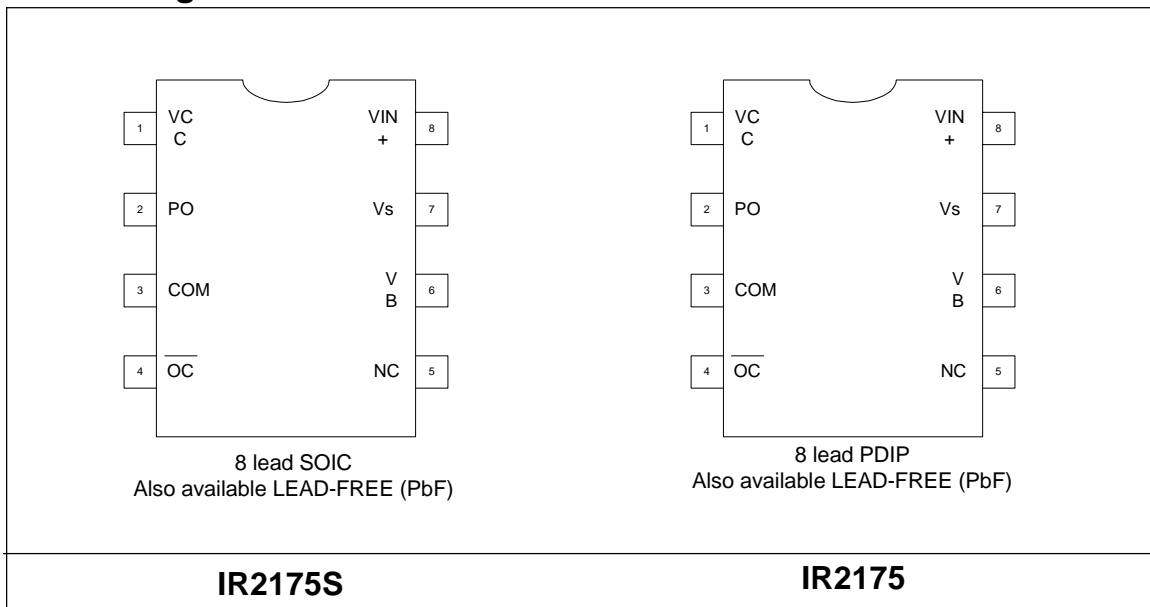 1
VC
C
VIN
+
8
2
PO
Vs
7
3
COM
V
B
6
4
OC
NC
5
8 lead SOIC
Also available LEAD-FREE (PbF)
IR2175S
1
VC
C
VIN
+
8
2
PO
Vs
7
3
COM
V
B
6
4
OC
NC
5
8 lead PDIP
Also available LEAD-FREE (PbF)
IR2175